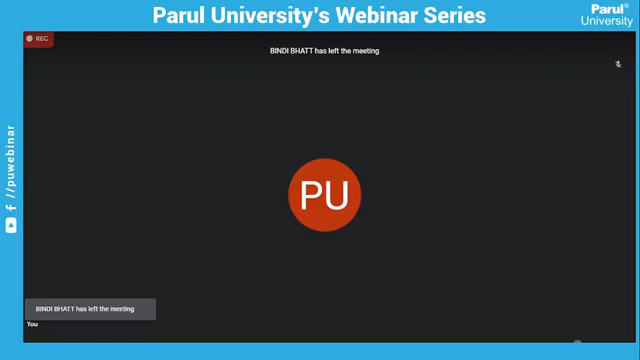 Parul University's Webinar Series
Parul®
University
REC
BINDI BHATT has left the meeting
//puwebinar
PU
BINDI BHATT has left the meeting
You